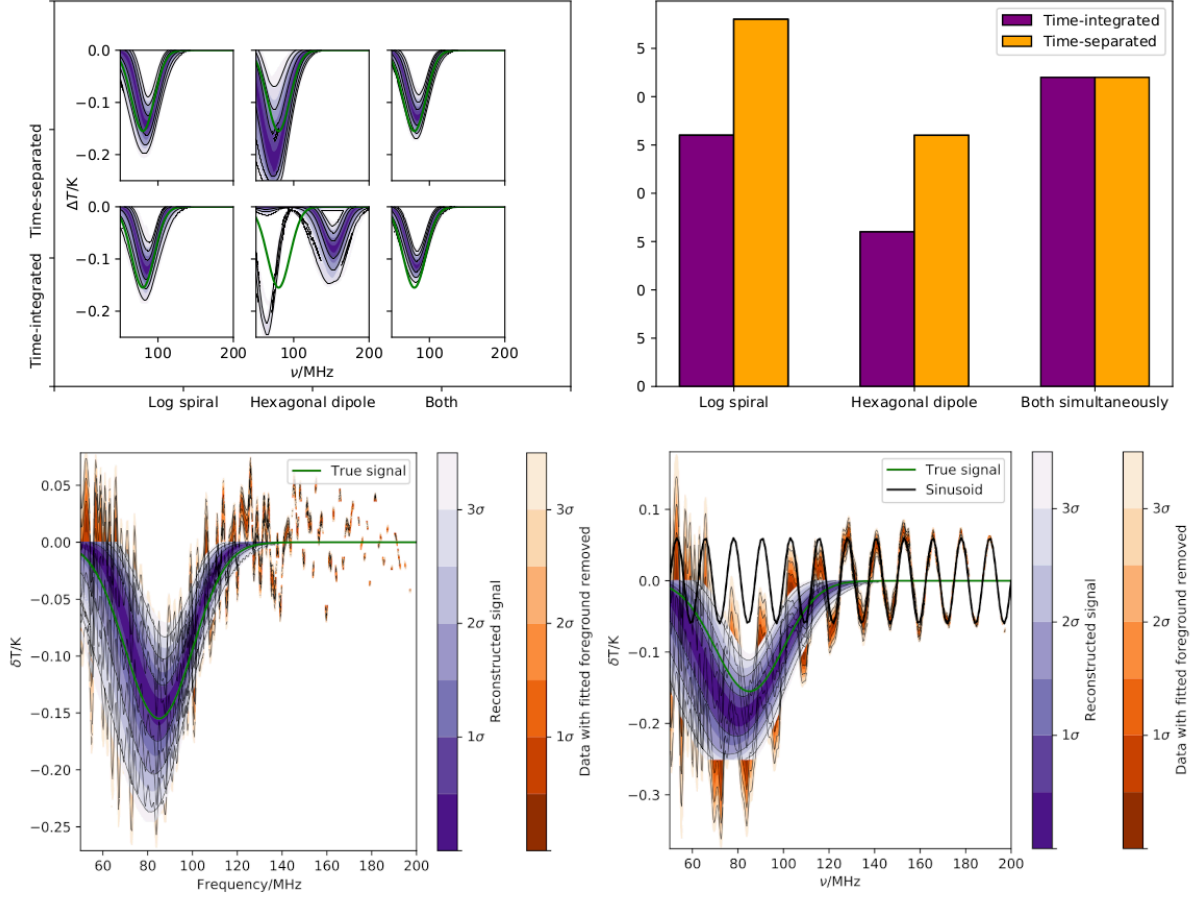 Time-separated
Time-integrated
ΔT/K
0.0
−0.1
−0.2
0.0
−0.1
−0.2
100
200
100
200
100
200
ν/MHz
Log spiral
Hexagonal dipole
Both
Time-integrated
Time-separated
5
0
5
0
5
0
5
0
Log spiral
Hexagonal dipole
Both simultaneously
True signal
0.05
0.00
−0.05
−0.10
−0.15
−0.20
−0.25
δT/K
60
80
100
120
140
160
180
200
Frequency/MHz
3σ
2σ
1σ
Reconstructed signal
3σ
2σ
1σ
Data with fitted foreground removed
True signal
Sinusoid
0.1
0.0
−0.1
−0.2
−0.3
δT/K
60
80
100
120
140
160
180
200
ν/MHz
3σ
2σ
1σ
Reconstructed signal
3σ
2σ
1σ
Data with fitted foreground removed